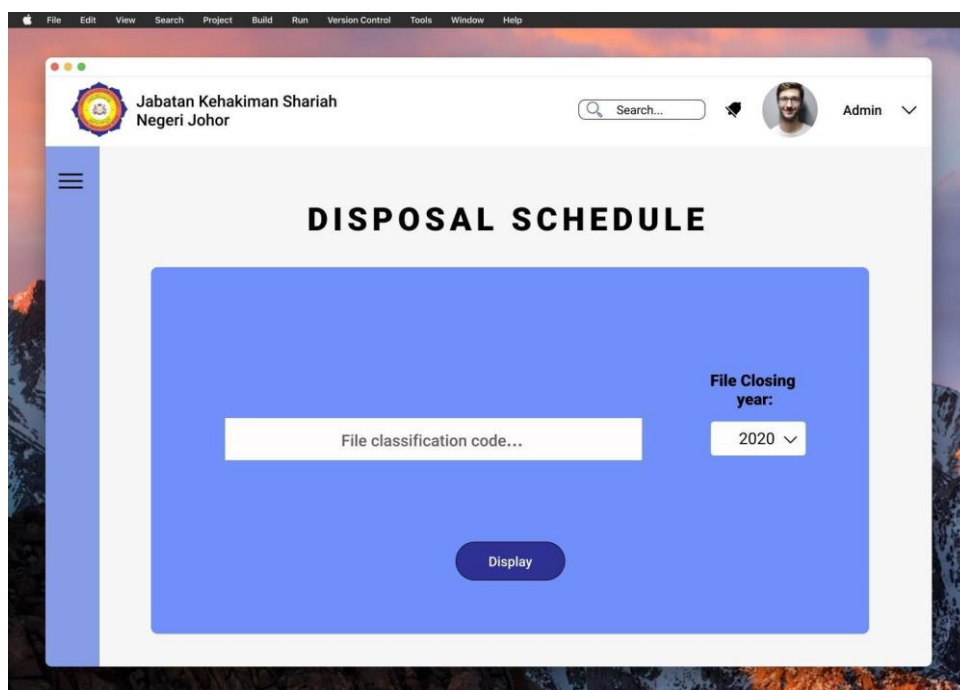 File Edit View Search Project Build Run Version Control Tools Window Help
Jabatan Kehakiman Shariah
Negeri Johor
Search...
Admin
DISPOSAL SCHEDULE
File Closing
year:
File classification code...
2020
Display